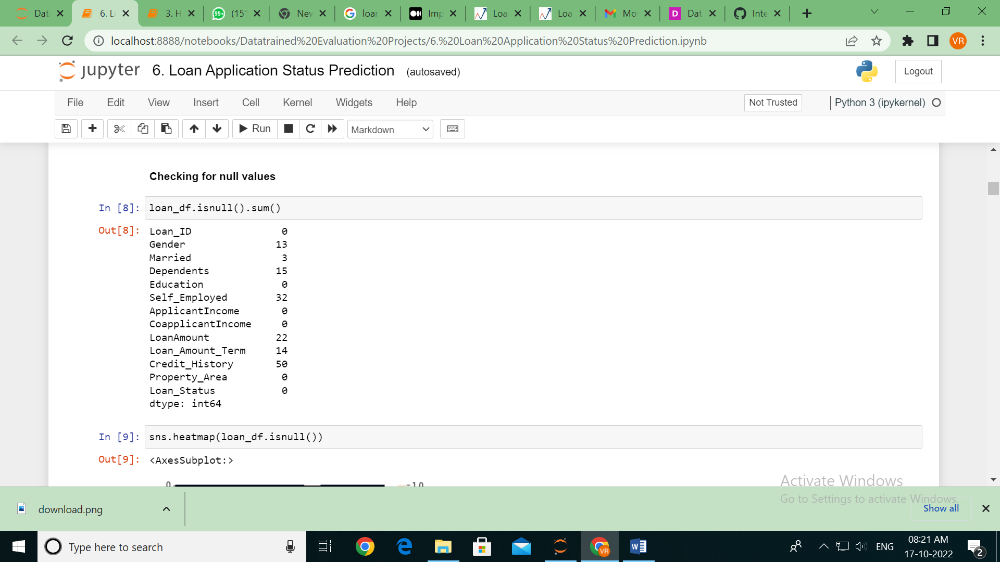 Dat
6. L
3. H
99+ (15
New
loar
Imp
Loa
Loa
Mo
D Dat
Inte
localhost:8888/notebooks/Datatrained%20Evaluation%20Projects/6.%20Loan%20Application%20Status%20Prediction.ipynb
VR
jupyter 6. Loan Application Status Prediction (autosaved)
Logout
File Edit View Insert Cell Kernel Widgets Help
Not Trusted
Python 3 (ipykernel)
Run
Markdown
Checking for null values
In [8]: loan_df.isnull().sum()
Out[8]: Loan_ID 0
Gender 13
Married 3
Dependents 15
Education 0
Self_Employed 32
ApplicantIncome 0
CoapplicantIncome 0
LoanAmount 22
Loan_Amount_Term 14
Credit_History 50
Property_Area 0
Loan_Status 0
dtype: int64
In [9]: sns.heatmap(loan_df.isnull())
Out[9]: <AxesSubplot:>
0 1.0
Activate Windows
Go to Settings to activate Windows.
download.png
Show all
Type here to search
VR
W
ENG
08:21 AM
17-10-2022
2